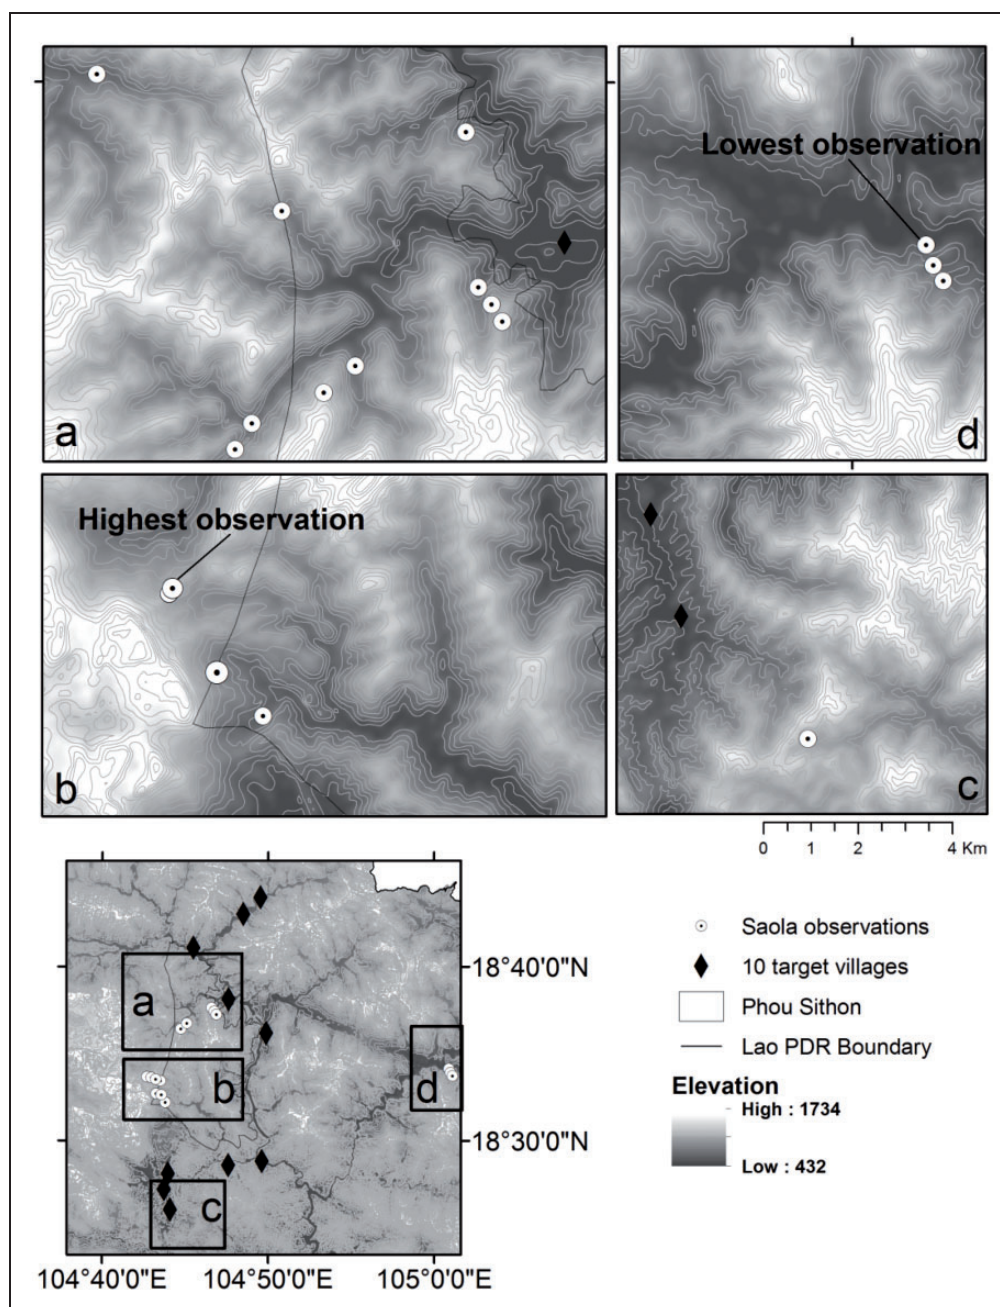 Lowest observation
a
d
Highest observation
b
c
0 1 2 4 Km
a
b
c
d
18°40'0"N
18°30'0"N
104°40'0"E 104°50'0"E 105°0'0"E
Saola observations
10 target villages
Phou Sithon
Lao PDR Boundary
Elevation
High : 1734
Low : 432